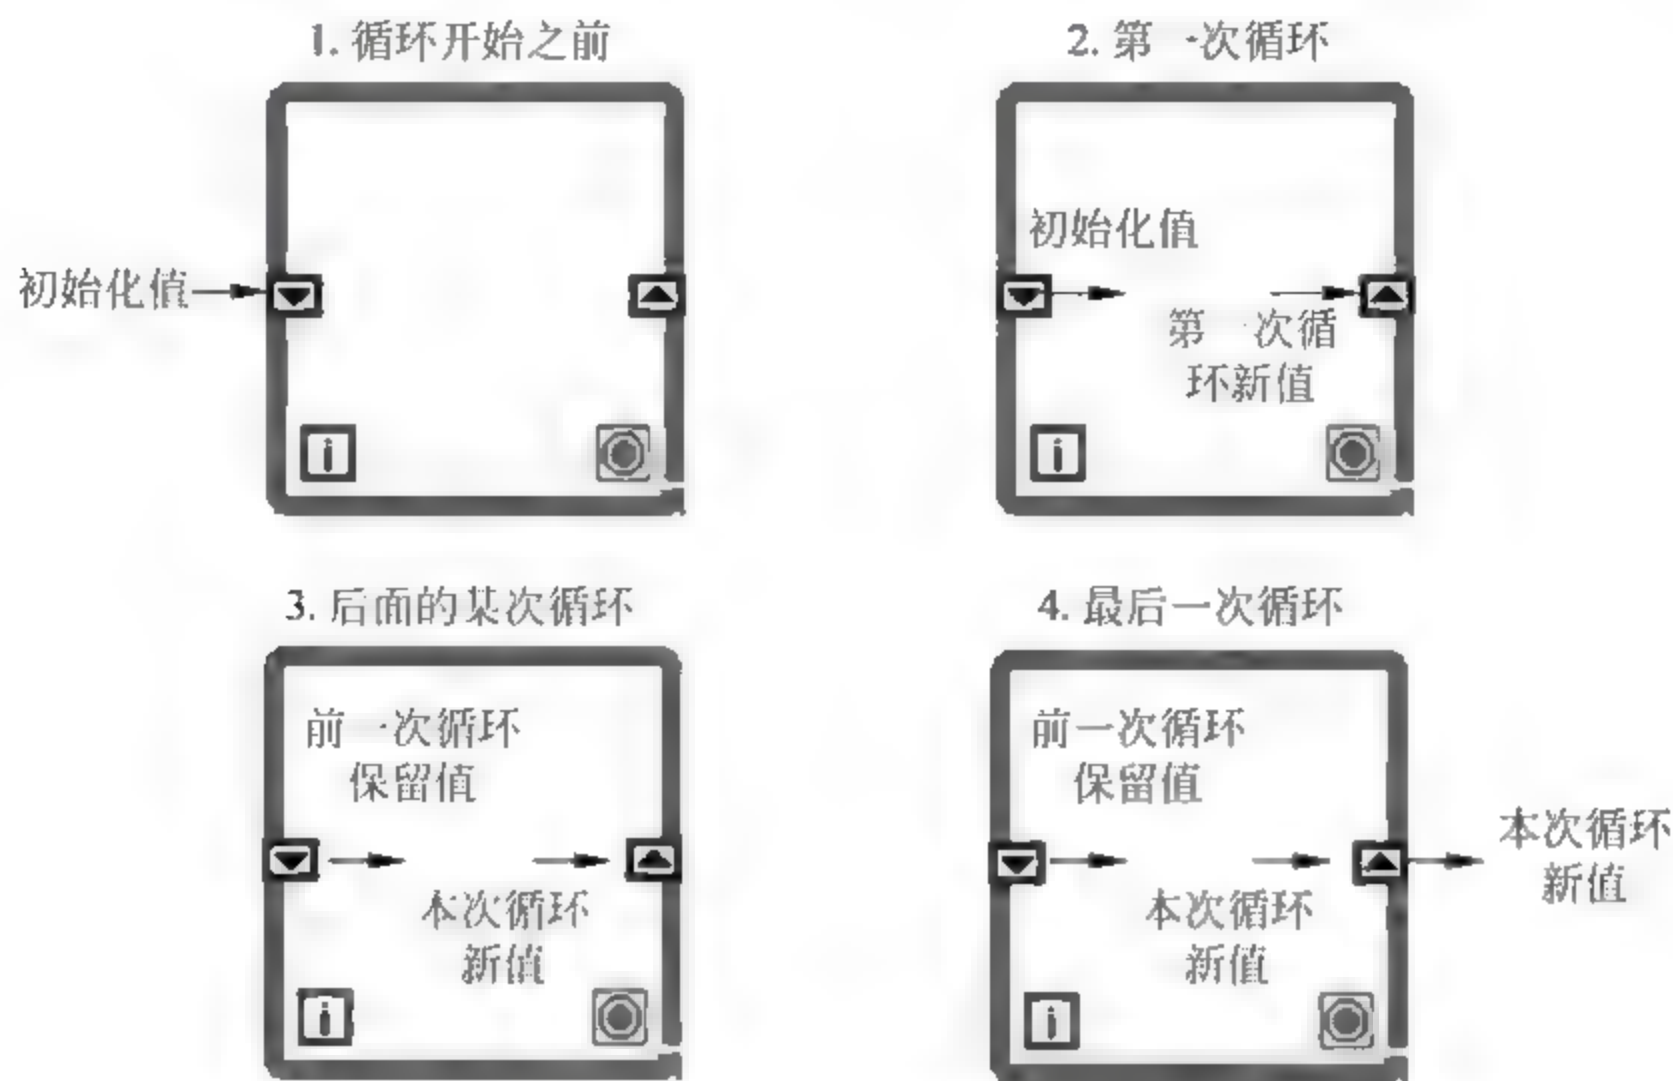 1. 循环开始之前
2. 第一次循环
初始化值
初始化值
第一次循
环新值
i
i
3. 后面的某次循环
4. 最后一次循环
前一次循环
保留值
本次循环
新值
i
前一次循环
保留值
本次循环
新值
本次循环
新值
i